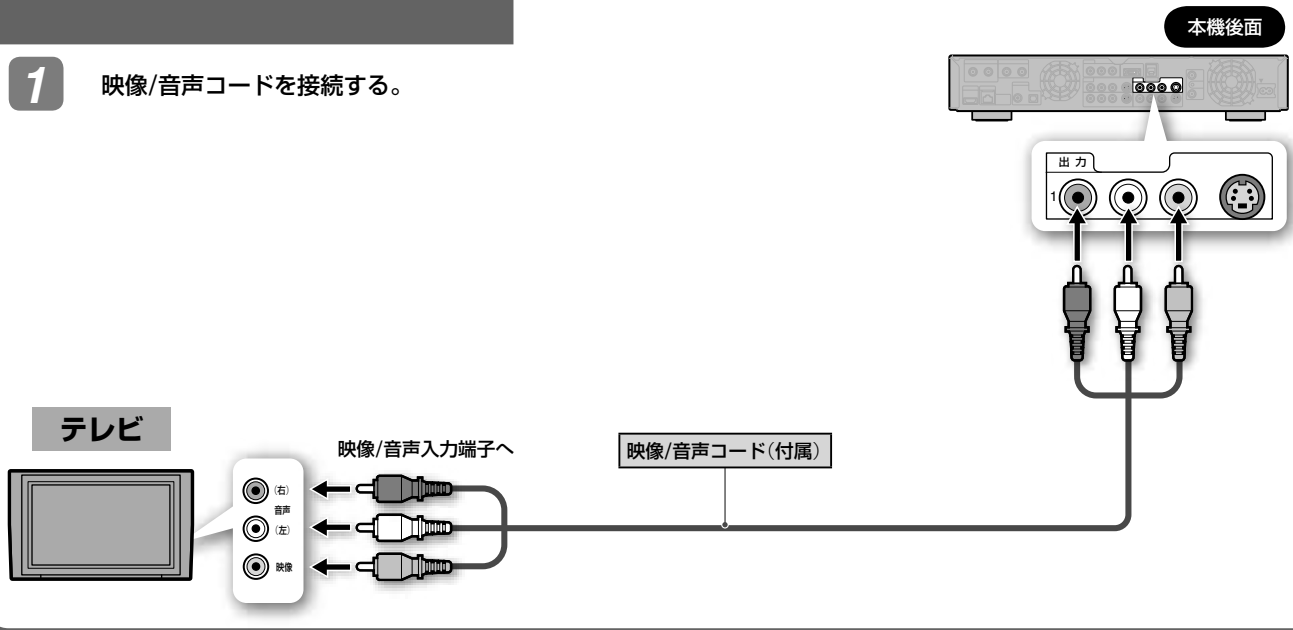 本機後面
1 映像/音声コードを接続する。
出力
1
テレビ
映像/音声入力端子へ
映像/音声コード(付属)
(右)
音声
(左)
映像